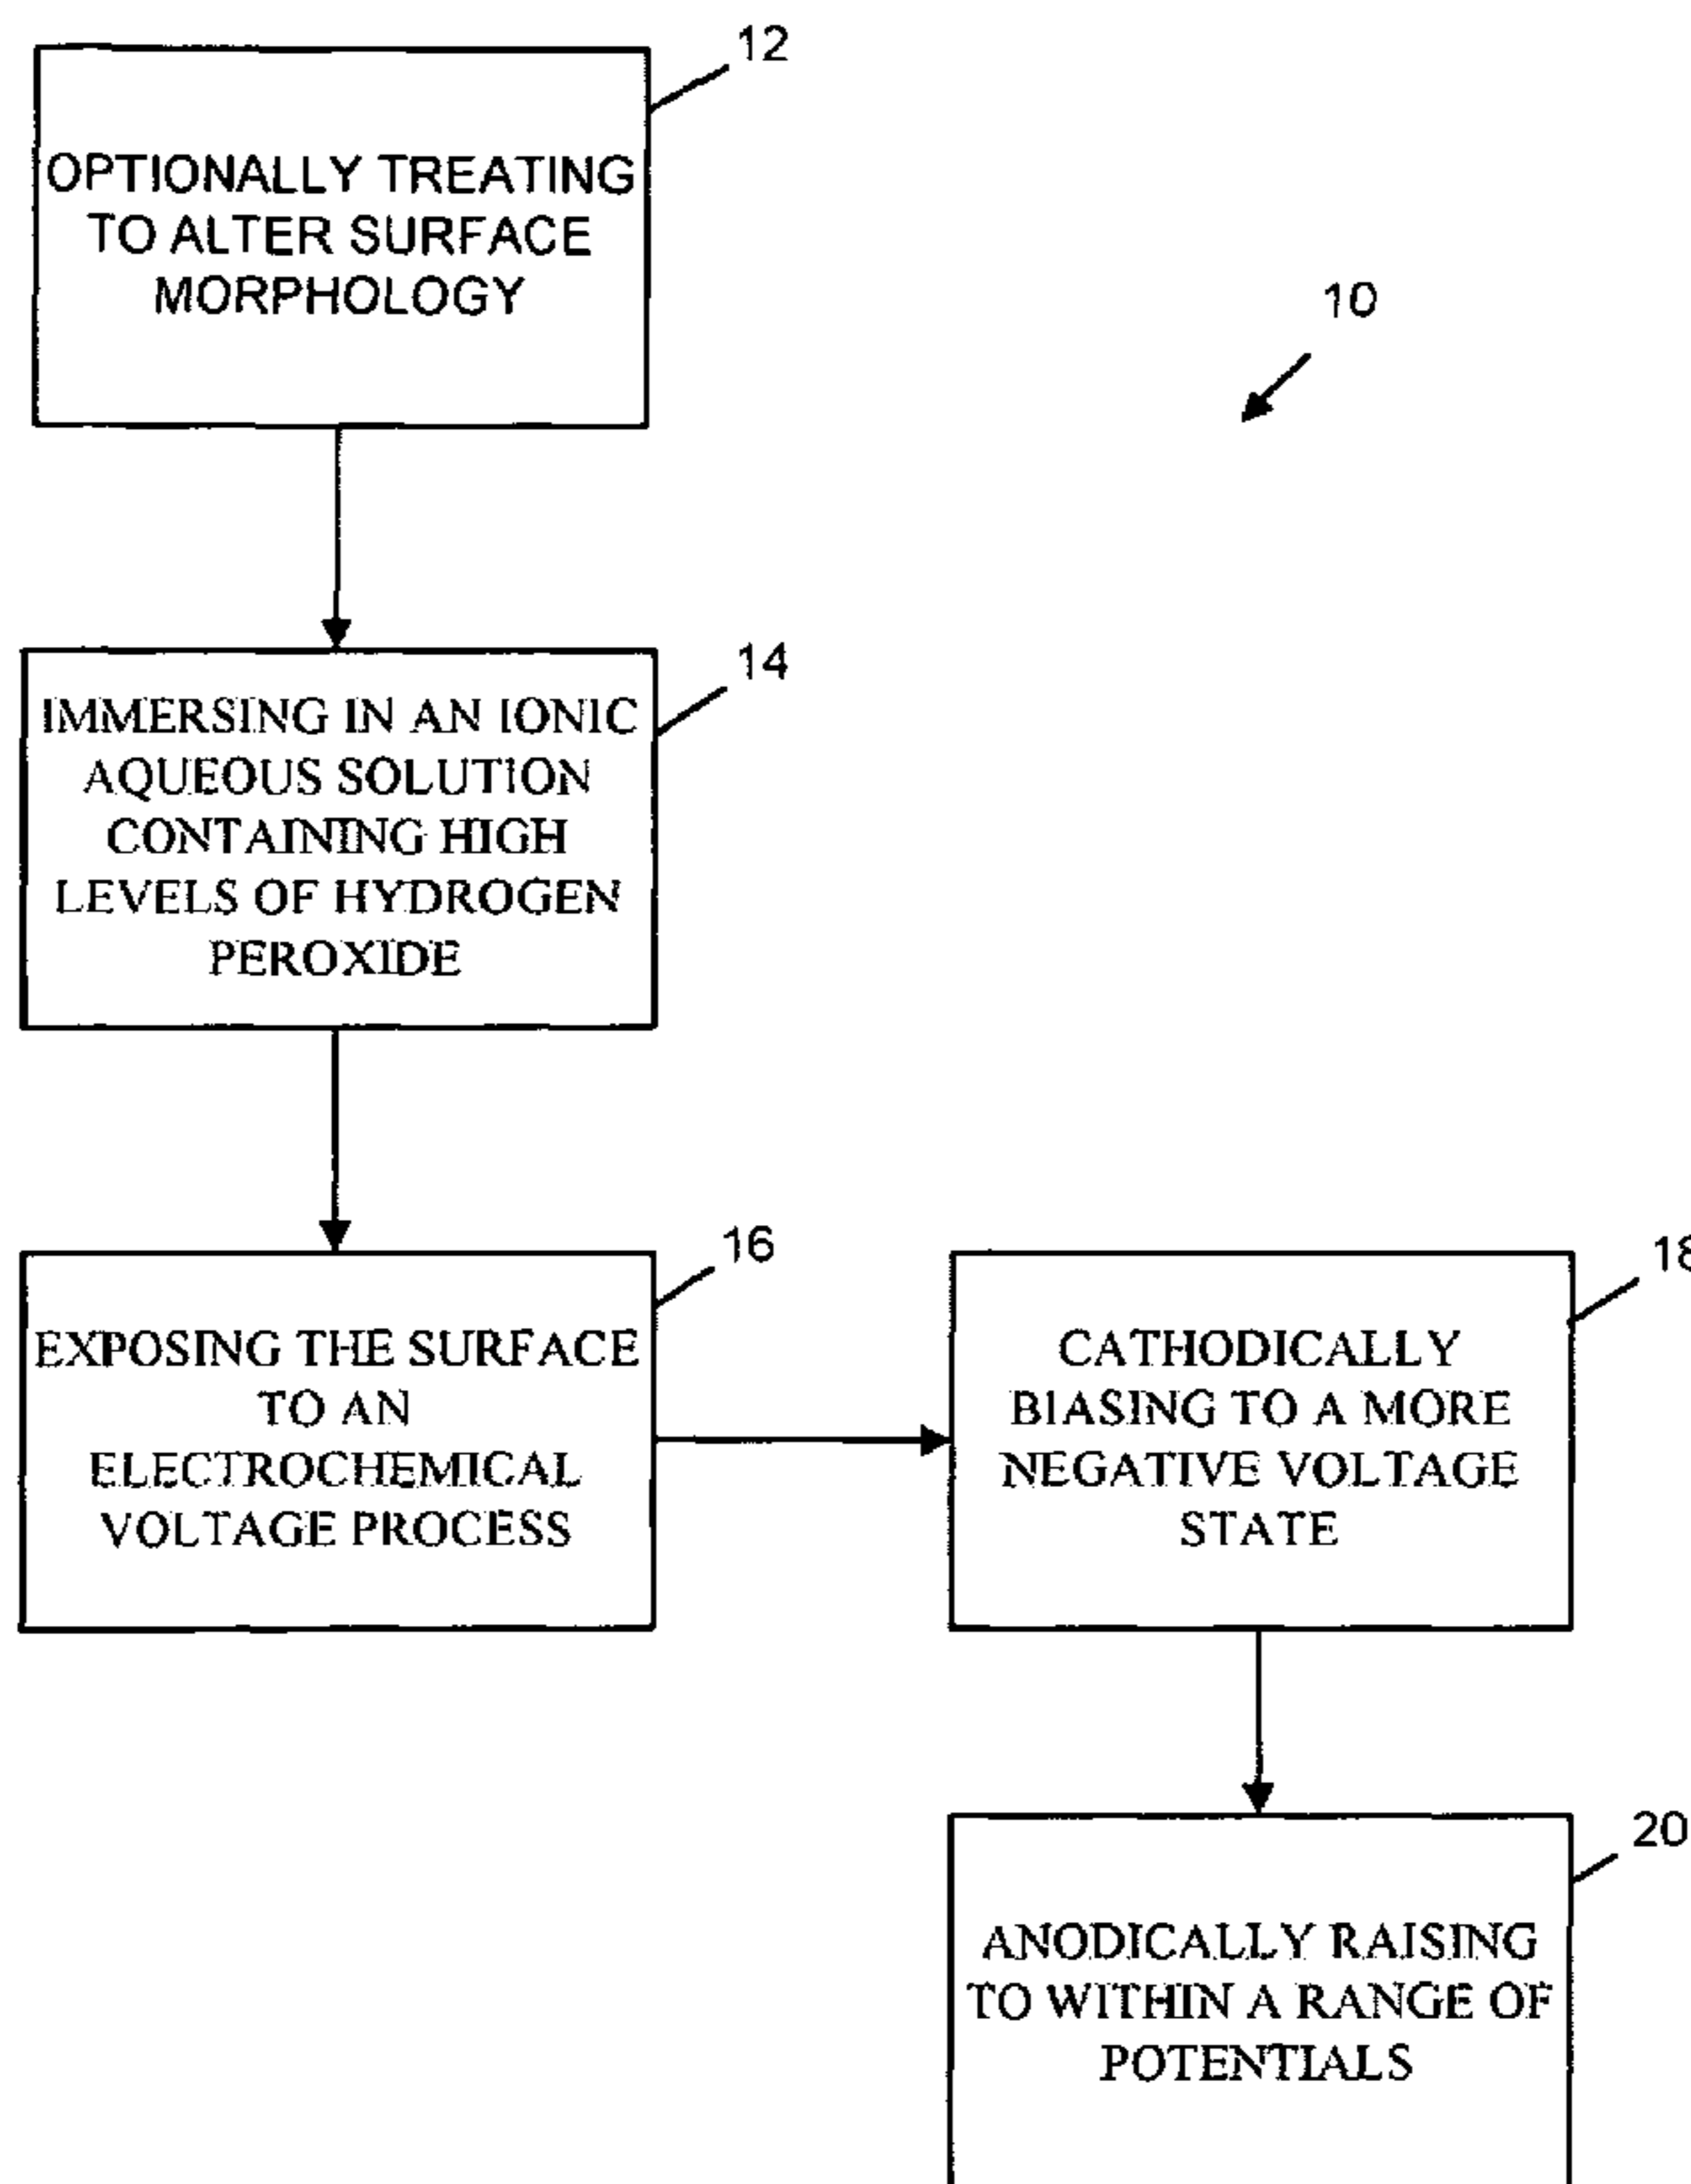 12
OPTIONALLY TREATING
TO ALTER SURFACE
MORPHOLOGY
10
14
IMMERSING IN AN IONIC
AQUEOUS SOLUTION
CONTAINING HIGH
LEVELS OF HYDROGEN
PEROXIDE
16
EXPOSING THE SURFACE
TO AN
ELECTROCHEMICAL
VOLTAGE PROCESS
18
CATHODICALLY
BIASING TO A MORE
NEGATIVE VOLTAGE
STATE
20
ANODICALLY RAISING
TO WITHIN A RANGE OF
POTENTIALS